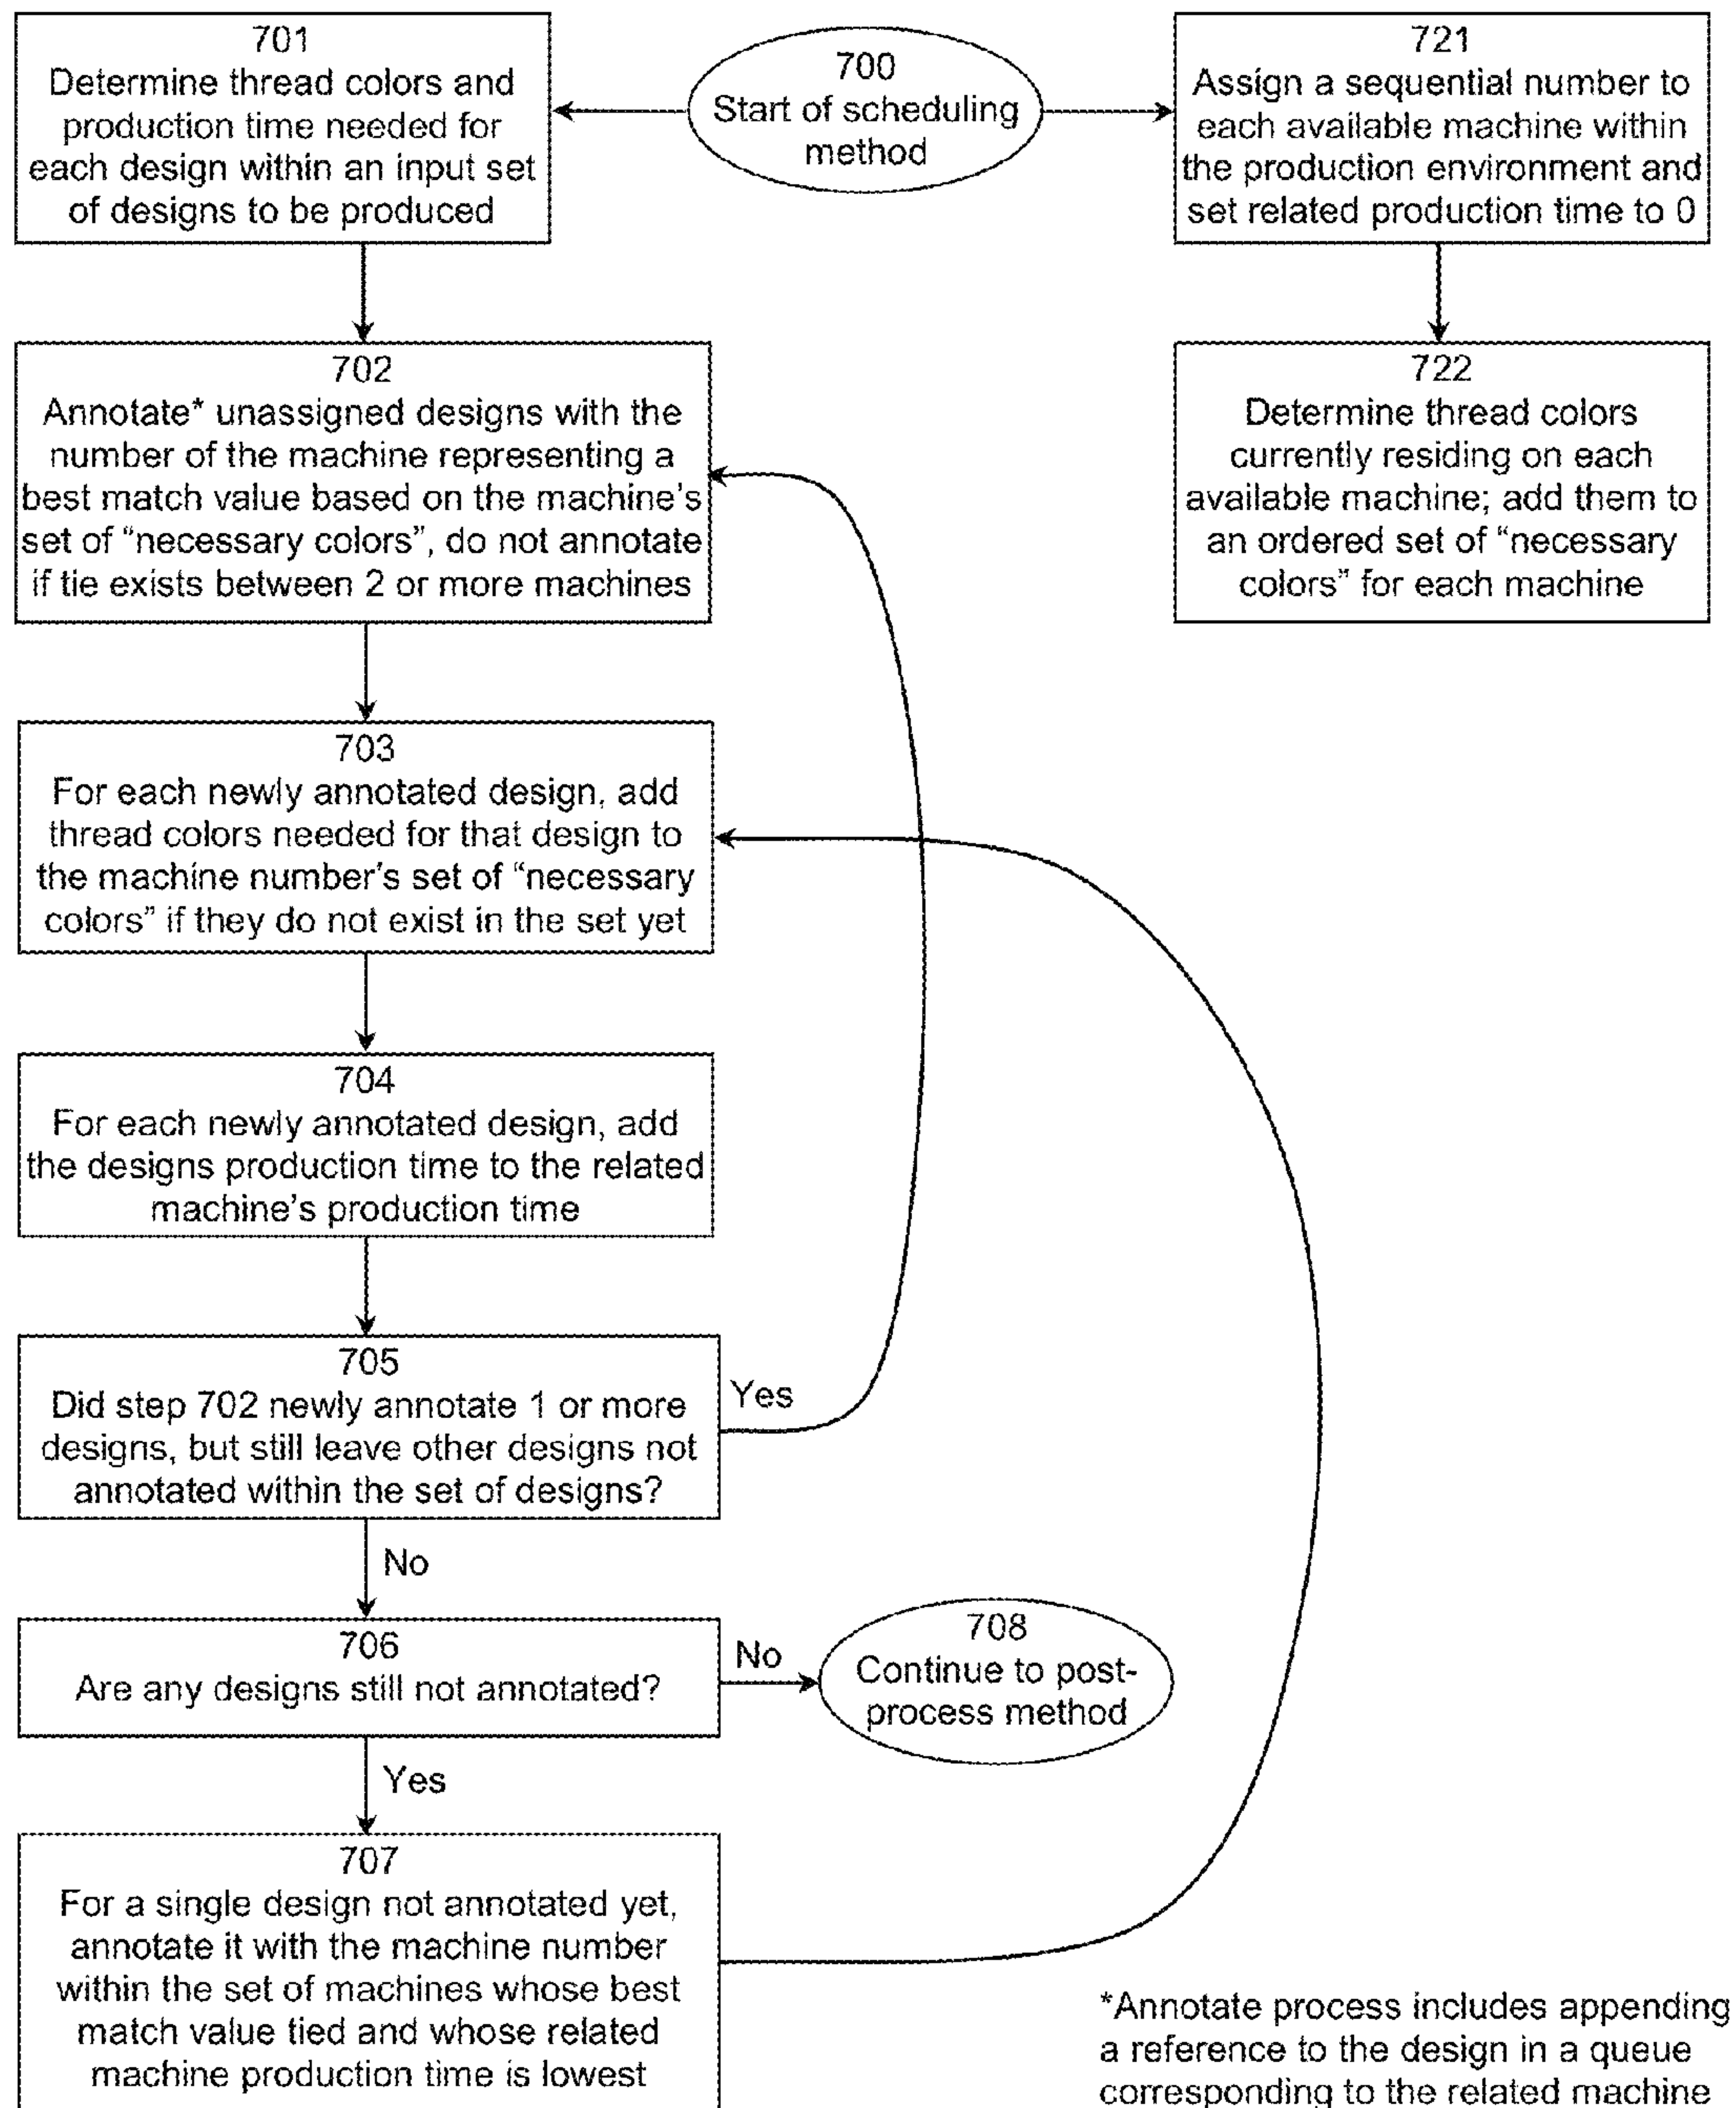 701
Determine thread colors and
production time needed for
each design within an input set
of designs to be produced
700
Start of scheduling
method
721
Assign a sequential number to
each available machine within
the production environment and
set related production time to 0
702
Annotate* unassigned designs with the
number of the machine representing a
best match value based on the machine's
set of “necessary colors”, do not annotate
if tie exists between 2 or more machines
722
Determine thread colors
currently residing on each
available machine; add them to
an ordered set of “necessary
colors” for each machine
703
For each newly annotated design, add
thread colors needed for that design to
the machine number's set of “necessary
colors” if they do not exist in the set yet
704
For each newly annotated design, add
the designs production time to the related
machine's production time
705
Did step 702 newly annotate 1 or more
designs, but still leave other designs not
annotated within the set of designs?
Yes
No
706
Are any designs still not annotated?
No
708
Continue to post-
process method
Yes
707
For a single design not annotated yet,
annotate it with the machine number
within the set of machines whose best
match value tied and whose related
machine production time is lowest
*Annotate process includes appending
a reference to the design in a queue
corresponding to the related machine